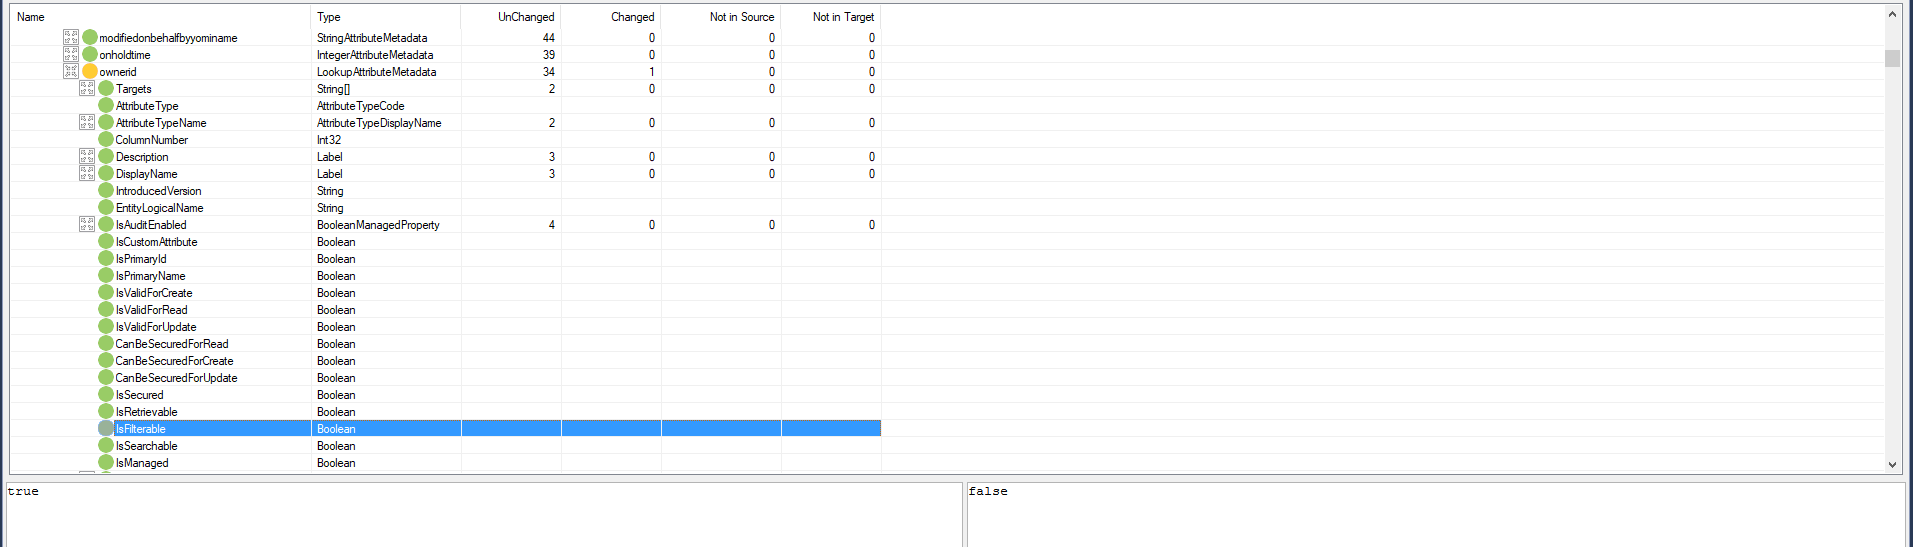 Name Type UnChanged Changed Not in Source Not in Target
modifiedonbehalfbyyominame StringAttributeMetadata 44 0 0 0
onholdtime IntegerAttributeMetadata 39 0 0 0
ownerid LookupAttributeMetadata 34 1 0 0
Targets String[] 2 0 0 0
AttributeType AttributeTypeCode
AttributeTypeName AttributeTypeDisplayName 2 0 0 0
ColumnNumber Int32
Description Label 3 0 0 0
DisplayName Label 3 0 0 0
IntroducedVersion String
EntityLogicalName String
IsAuditEnabled BooleanManagedProperty 4 0 0 0
IsCustomAttribute Boolean
IsPrimaryId Boolean
IsPrimaryName Boolean
IsValidForCreate Boolean
IsValidForRead Boolean
IsValidForUpdate Boolean
CanBeSecuredForRead Boolean
CanBeSecuredForCreate Boolean
CanBeSecuredForUpdate Boolean
IsSecured Boolean
IsRetrievable Boolean
IsFilterable Boolean
IsSearchable Boolean
IsManaged Boolean
true false